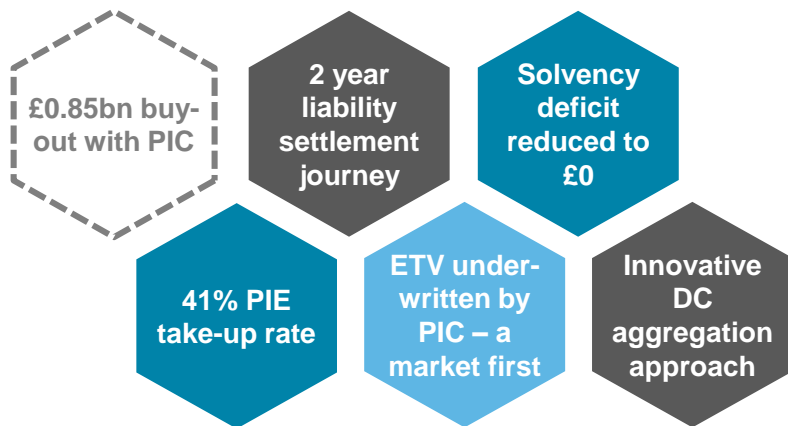 £0.85bn buy-
out with PIC
2 year
liability
settlement
journey
Solvency
deficit
reduced to
£0
41% PIE
take-up rate
ETV under-
written by
PIC – a
market first
Innovative
DC
aggregation
approach